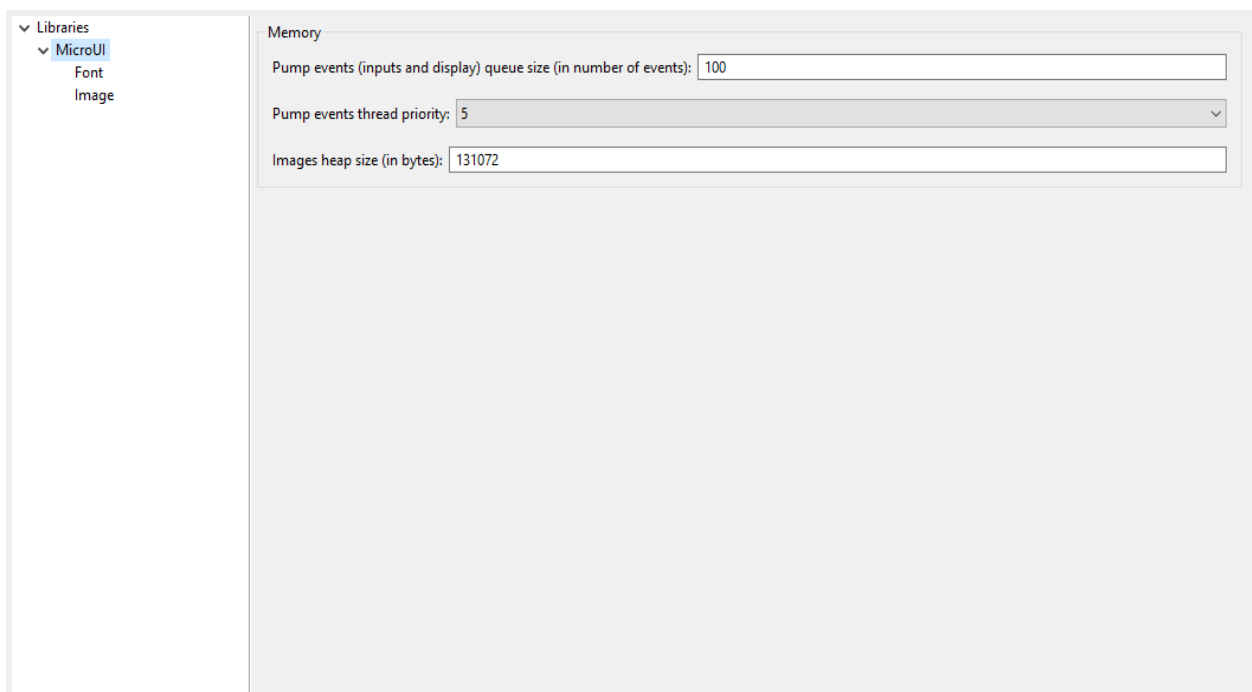 Libraries
MicroUI
Font
Image
Memory
Pump events (inputs and display) queue size (in number of events): 100
Pump events thread priority: 5
Images heap size (in bytes): 131072